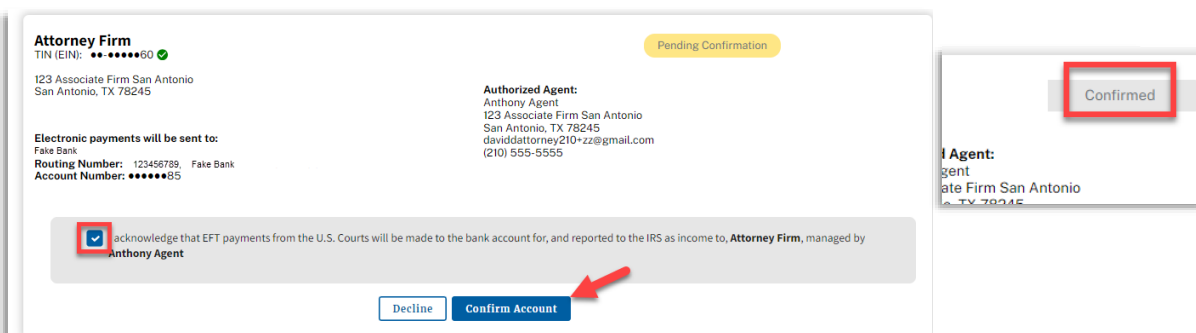 Attorney Firm
TIN (EIN): ••-•••••60
Pending Confirmation
123 Associate Firm San Antonio
San Antonio, TX 78245
Authorized Agent:
Anthony Agent
123 Associate Firm San Antonio
San Antonio, TX 78245
daviddattorney210+zz@gmail.com
(210) 555-5555
Electronic payments will be sent to:
Fake Bank
Routing Number: 123456789, Fake Bank
Account Number: ••••••85
acknowledge that EFT payments from the U.S. Courts will be made to the bank account for, and reported to the IRS as income to, Attorney Firm, managed by
Anthony Agent
Decline
Confirm Account
Confirmed
Agent:
gent
ate Firm San Antonio
TX 78245